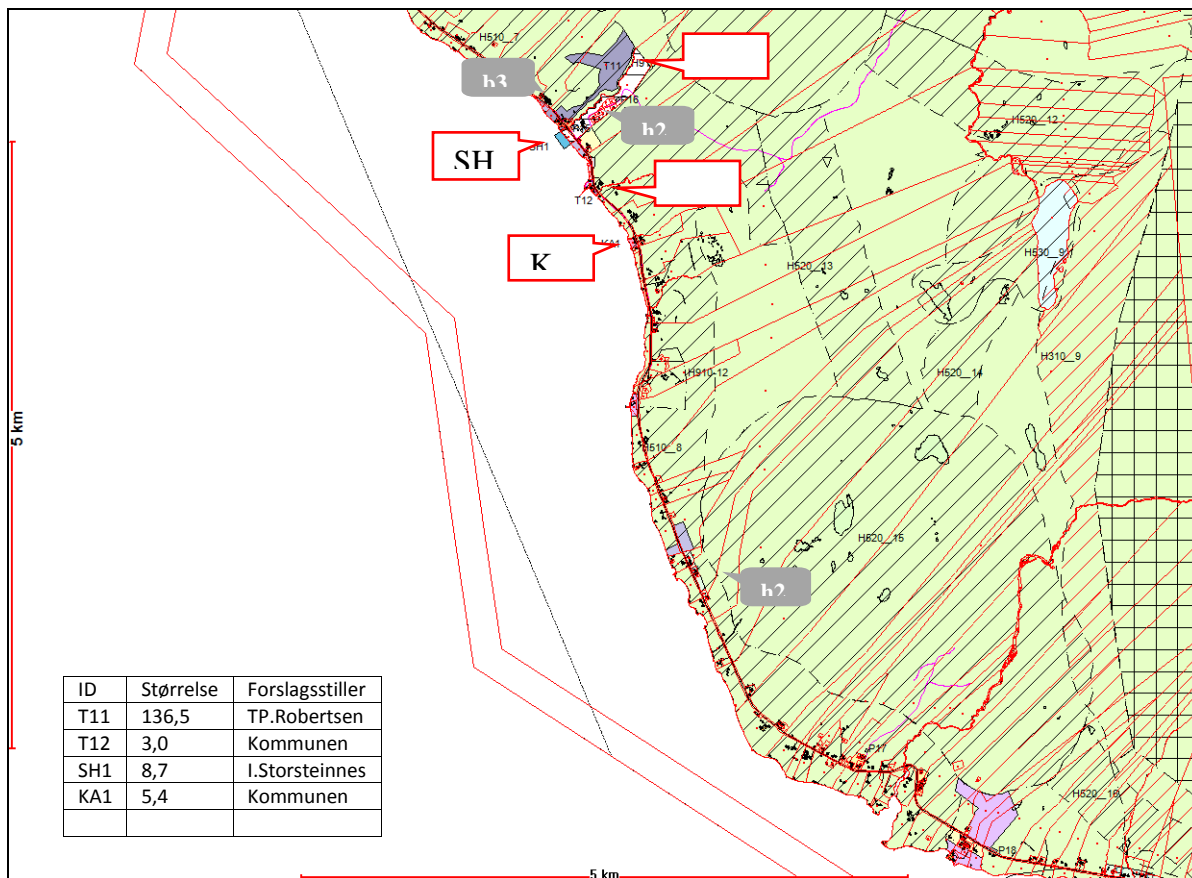 H510_7
T11
P16
h3
h2
SH1
SH
H520_12
T12
KA1
K
H520_13
H530_9
H910-12
H520_14
H310_9
5 km
H510_8
H520_15
h2
ID Størrelse Forslagsstiller
T11 136,5 TP.Robertsen
T12 3,0 Kommunen
SH1 8,7 I.Storsteinnes
KA1 5,4 Kommunen
P17
H520_16
P18
5 km